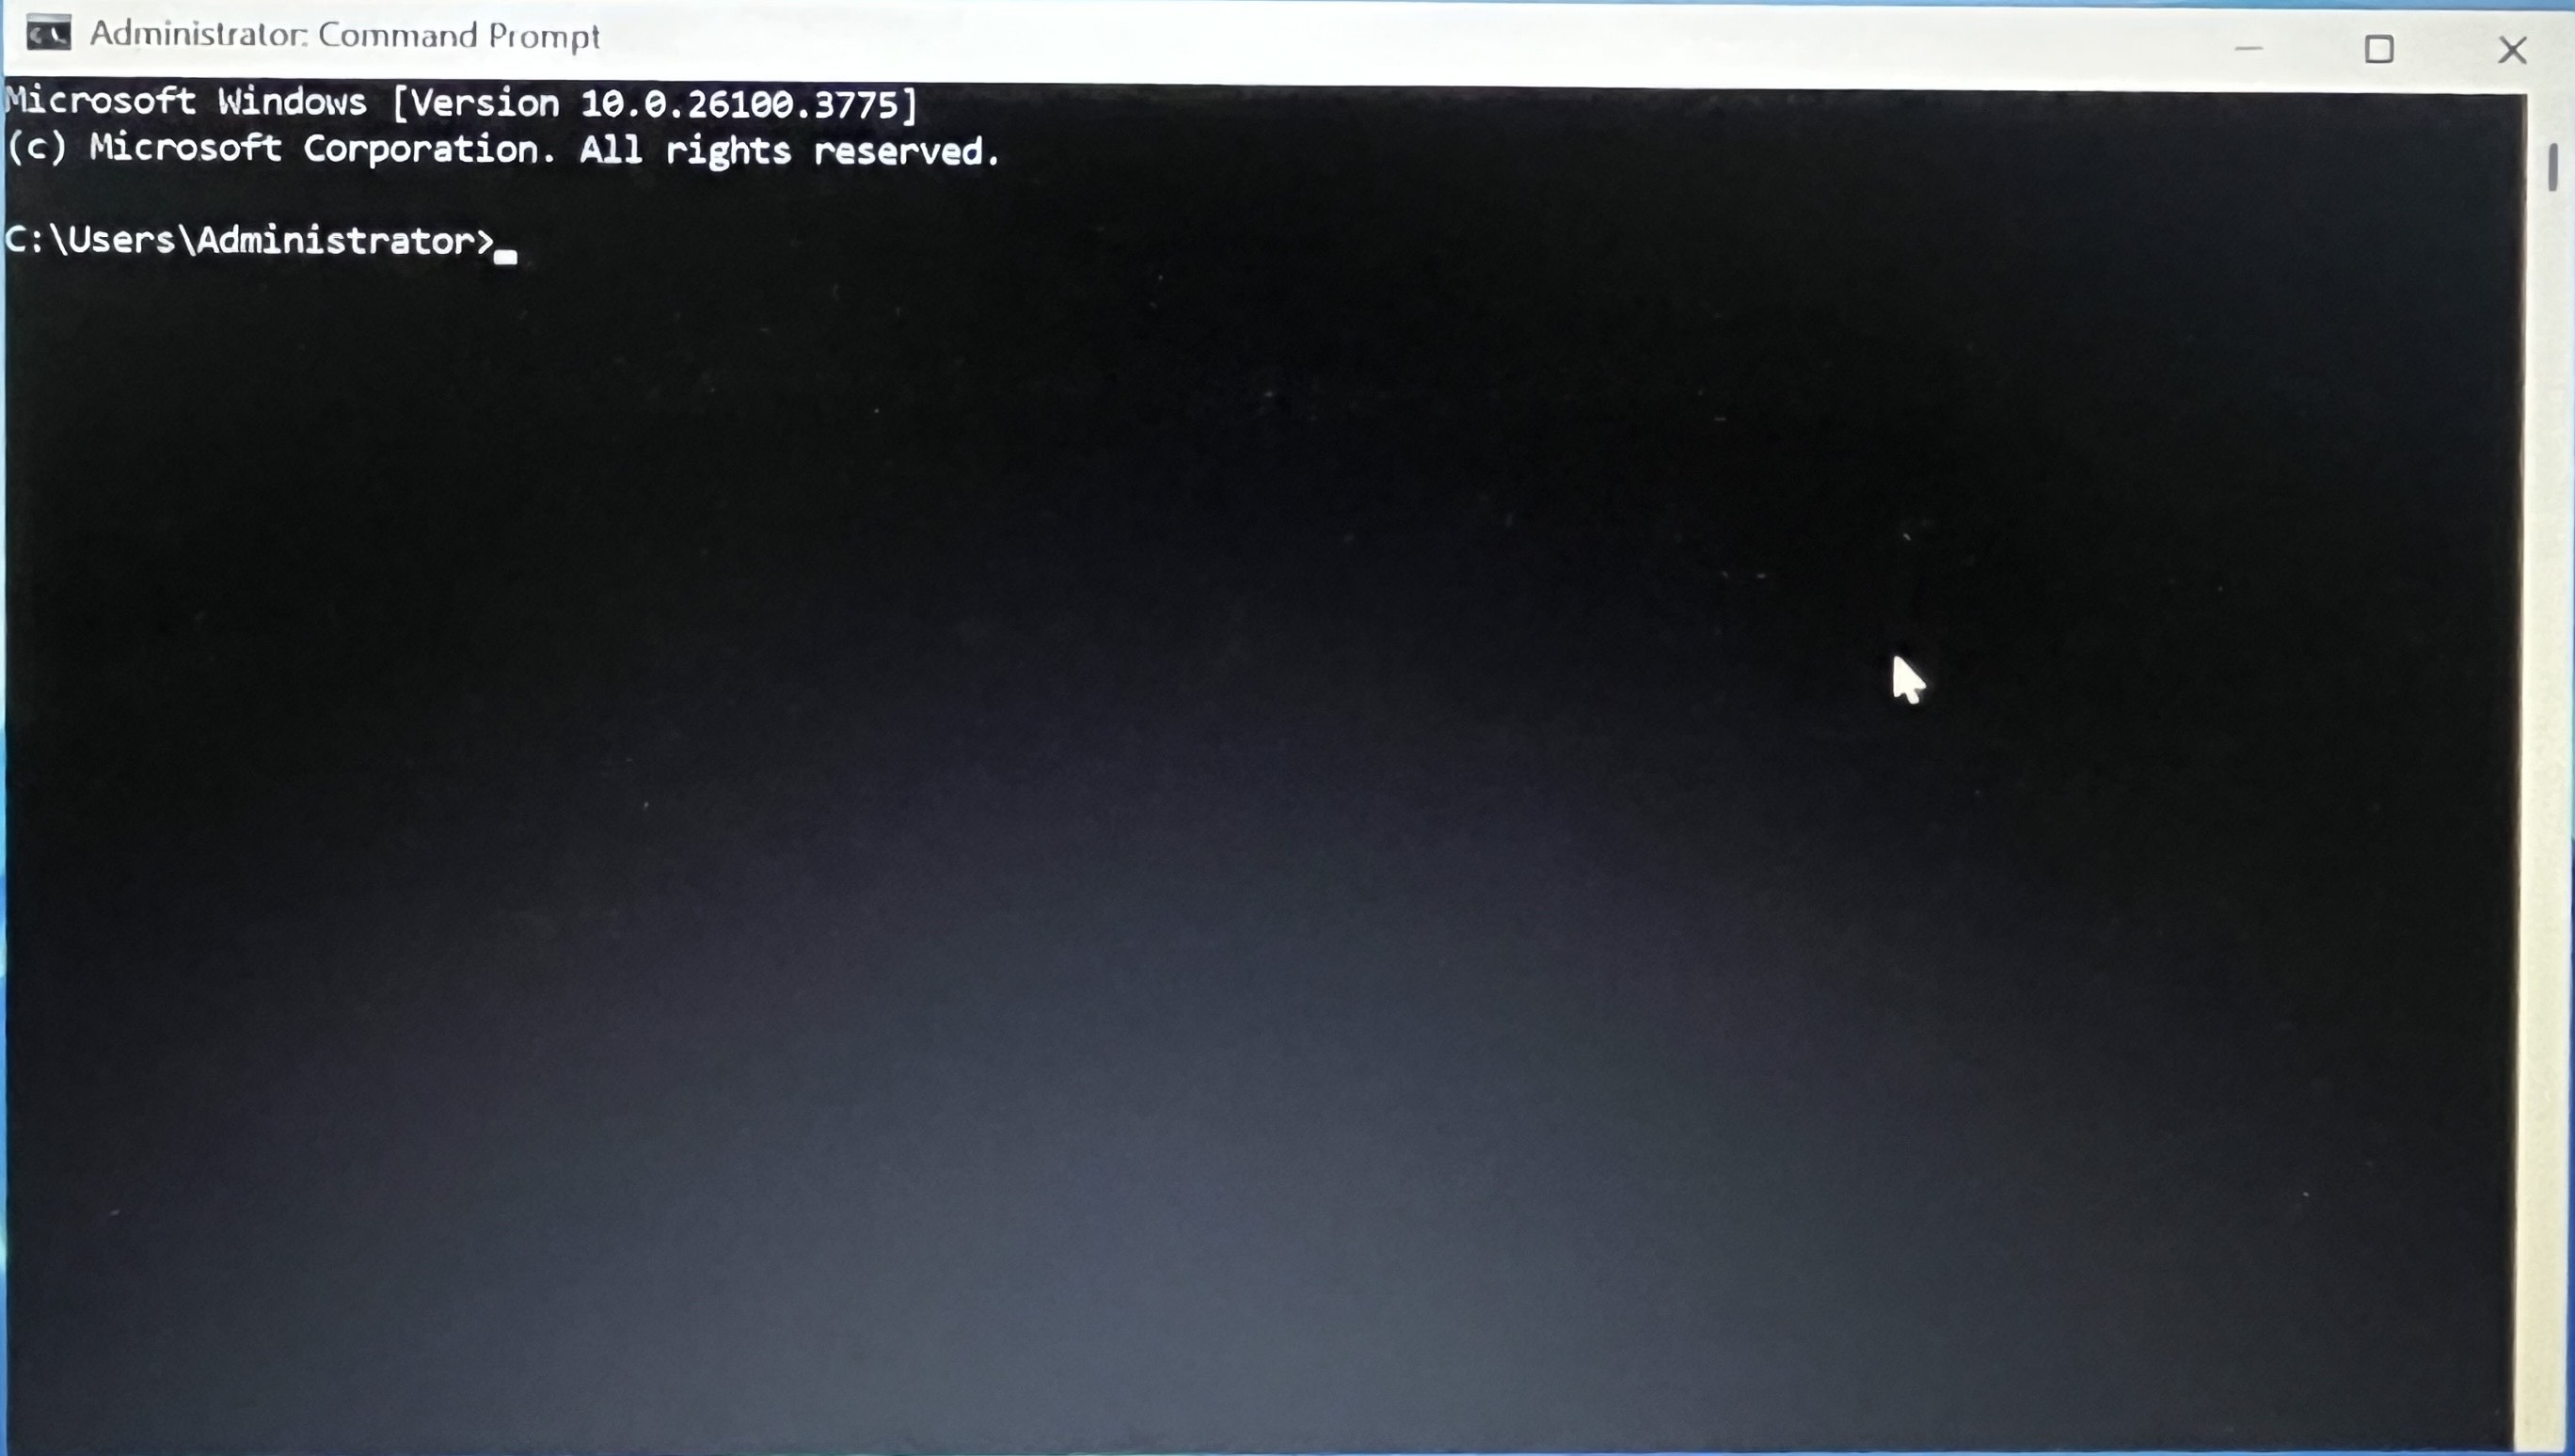 Administrator: Command Prompt
Microsoft Windows [Version 10.0.26100.3775]
(c) Microsoft Corporation. All rights reserved.
C:\Users\Administrator>